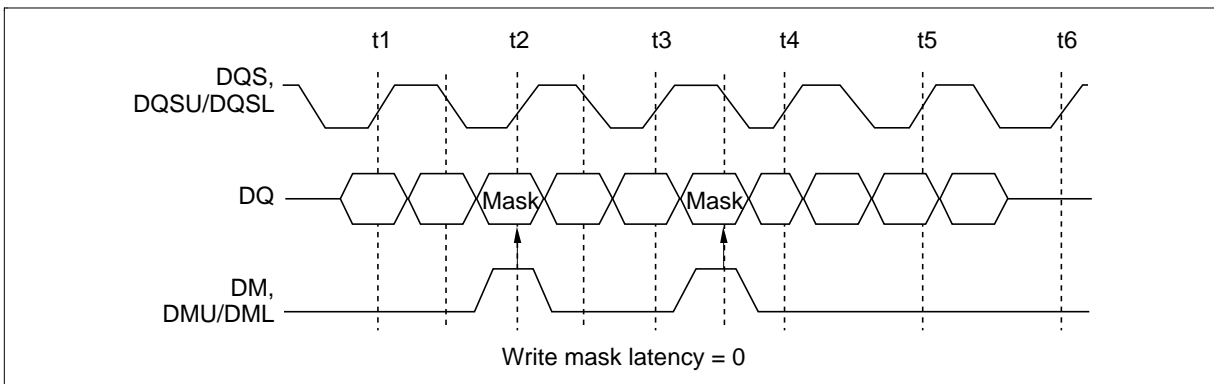 t1 t2 t3 t4 t5 t6
DQS,
DQSU/DQSL
DQ Mask Mask
DM,
DMU/DML
Write mask latency = 0